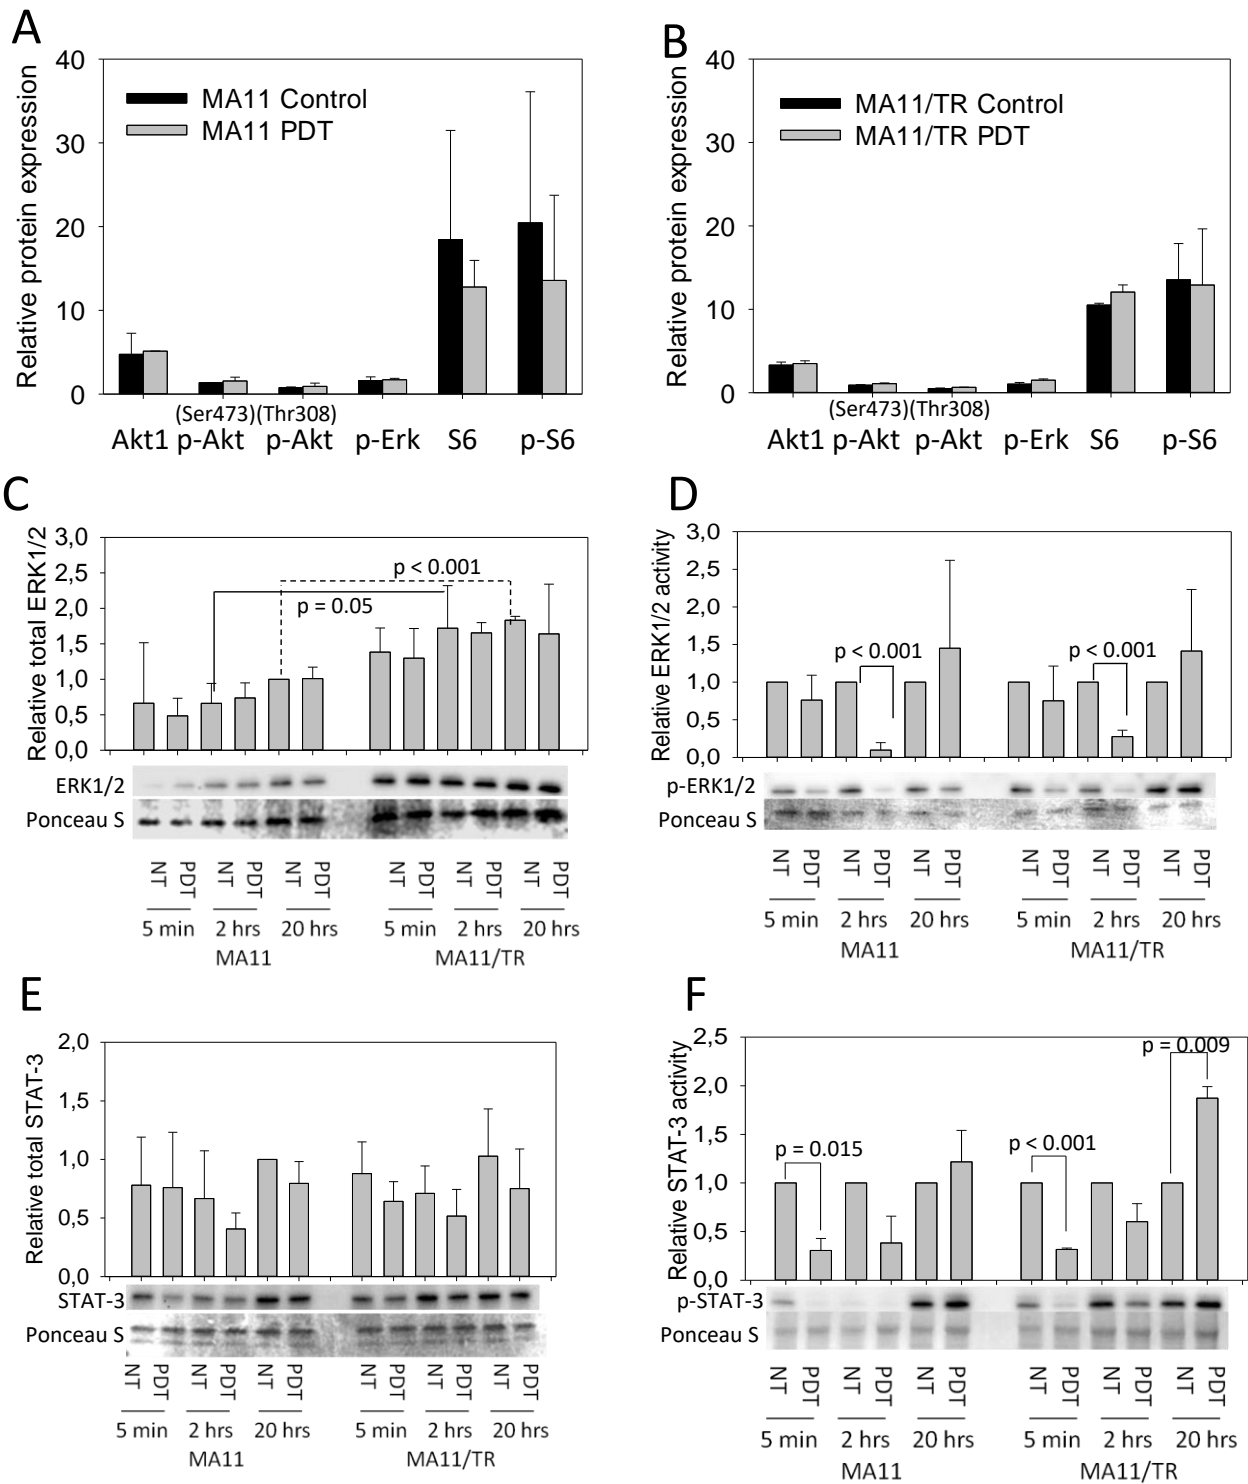 A
40
30
20
10
0
Relative protein expression
MA11 Control
MA11 PDT
(Ser473)(Thr308)
Akt1 p-Akt p-Akt p-Erk S6 p-S6
B
40
30
20
10
0
Relative protein expression
MA11/TR Control
MA11/TR PDT
(Ser473)(Thr308)
Akt1 p-Akt p-Akt p-Erk S6 p-S6
C
3,0
2,5
2,0
1,5
1,0
0,5
0,0
Relative total ERK1/2
p < 0.001
p = 0.05
ERK1/2
Ponceau S
NT PDT NT PDT NT PDT NT PDT NT PDT NT PDT
5 min 2 hrs 20 hrs 5 min 2 hrs 20 hrs
MA11 MA11/TR
D
3,0
2,5
2,0
1,5
1,0
0,5
0,0
Relative ERK1/2 activity
p < 0.001 p < 0.001
p-ERK1/2
Ponceau S
NT PDT NT PDT NT PDT NT PDT NT PDT NT PDT
5 min 2 hrs 20 hrs 5 min 2 hrs 20 hrs
MA11 MA11/TR
E
2,0
1,5
1,0
0,5
0,0
Relative total STAT-3
STAT-3
Ponceau S
NT PDT NT PDT NT PDT NT PDT NT PDT NT PDT
5 min 2 hrs 20 hrs 5 min 2 hrs 20 hrs
MA11 MA11/TR
F
2,5
2,0
1,5
1,0
0,5
0,0
Relative STAT-3 activity
p = 0.009
p = 0.015 p < 0.001
p-STAT-3
Ponceau S
NT PDT NT PDT NT PDT NT PDT NT PDT NT PDT
5 min 2 hrs 20 hrs 5 min 2 hrs 20 hrs
MA11 MA11/TR